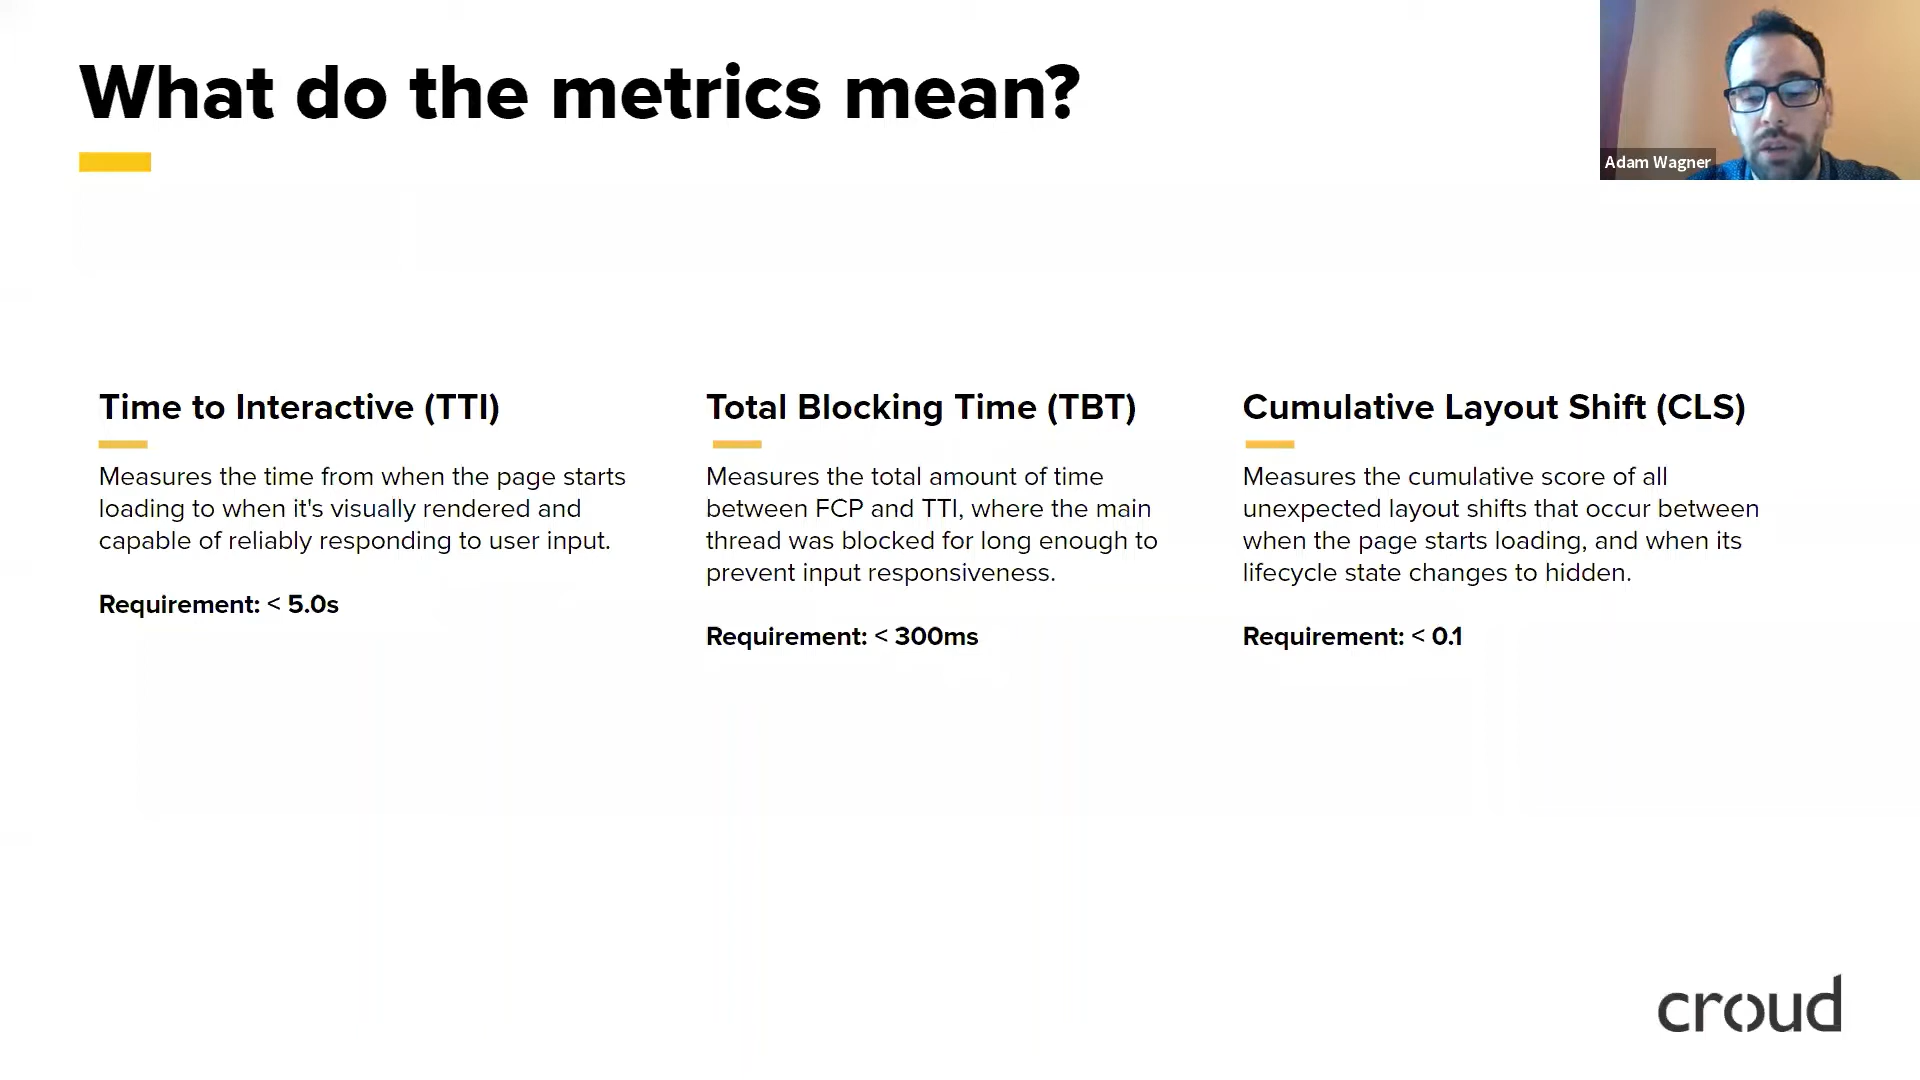 What do the metrics mean?
Adam Wagner
Time to Interactive (TTI)
Measures the time from when the page starts
loading to when it's visually rendered and
capable of reliably responding to user input.
Requirement: < 5.0s
Total Blocking Time (TBT)
Measures the total amount of time
between FCP and TTI, where the main
thread was blocked for long enough to
prevent input responsiveness.
Requirement: < 300ms
Cumulative Layout Shift (CLS)
Measures the cumulative score of all
unexpected layout shifts that occur between
when the page starts loading, and when its
lifecycle state changes to hidden.
Requirement: < 0.1
croud